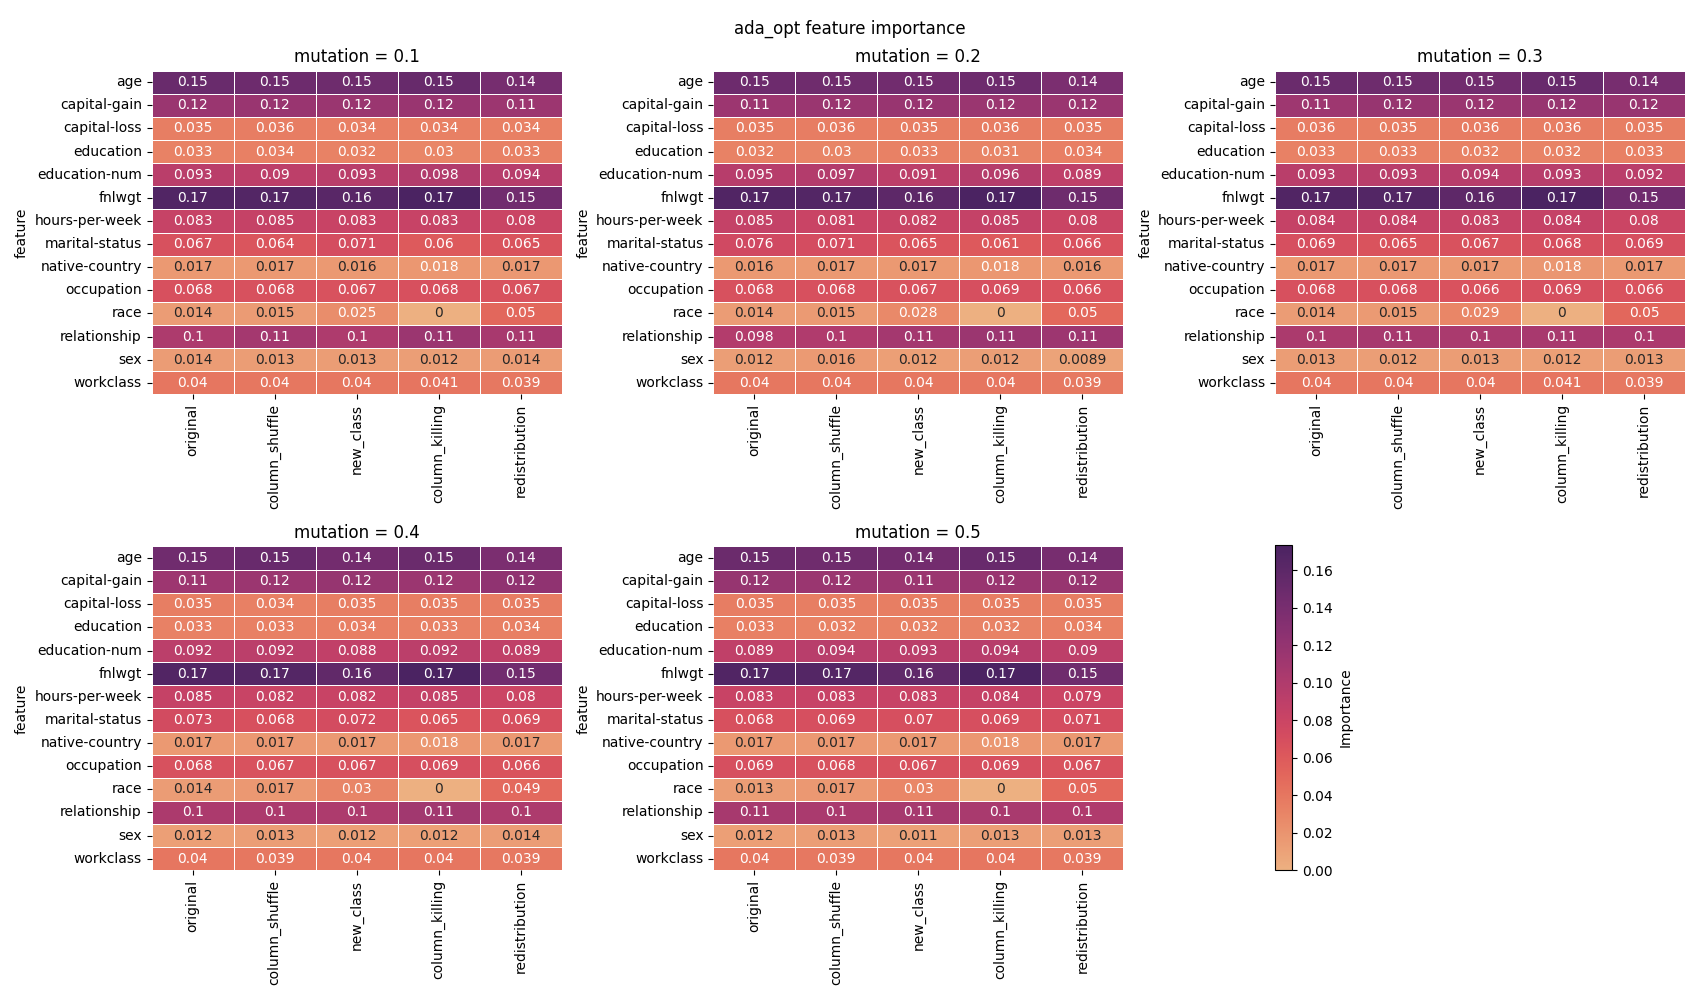 ada_opt feature importance
mutation = 0.1
feature
age 0.15 0.15 0.15 0.15 0.14
capital-gain 0.12 0.12 0.12 0.12 0.11
capital-loss 0.035 0.036 0.034 0.034 0.034
education 0.033 0.034 0.032 0.03 0.033
education-num 0.093 0.09 0.093 0.098 0.094
fnlwgt 0.17 0.17 0.16 0.17 0.15
hours-per-week 0.083 0.085 0.083 0.083 0.08
marital-status 0.067 0.064 0.071 0.06 0.065
native-country 0.017 0.017 0.016 0.018 0.017
occupation 0.068 0.068 0.067 0.068 0.067
race 0.014 0.015 0.025 0 0.05
relationship 0.1 0.11 0.1 0.11 0.11
sex 0.014 0.013 0.013 0.012 0.014
workclass 0.04 0.04 0.04 0.041 0.039
original column_shuffle new_class column_killing redistribution
mutation = 0.2
feature
age 0.15 0.15 0.15 0.15 0.14
capital-gain 0.11 0.12 0.12 0.12 0.12
capital-loss 0.035 0.036 0.035 0.036 0.035
education 0.032 0.03 0.033 0.031 0.034
education-num 0.095 0.097 0.091 0.096 0.089
fnlwgt 0.17 0.17 0.16 0.17 0.15
hours-per-week 0.085 0.081 0.082 0.085 0.08
marital-status 0.076 0.071 0.065 0.061 0.066
native-country 0.016 0.017 0.017 0.018 0.016
occupation 0.068 0.068 0.067 0.069 0.066
race 0.014 0.015 0.028 0 0.05
relationship 0.098 0.1 0.11 0.11 0.11
sex 0.012 0.016 0.012 0.012 0.0089
workclass 0.04 0.04 0.04 0.04 0.039
original column_shuffle new_class column_killing redistribution
mutation = 0.3
feature
age 0.15 0.15 0.15 0.15 0.14
capital-gain 0.11 0.12 0.12 0.12 0.12
capital-loss 0.036 0.035 0.036 0.036 0.035
education 0.033 0.033 0.032 0.032 0.033
education-num 0.093 0.093 0.094 0.093 0.092
fnlwgt 0.17 0.17 0.16 0.17 0.15
hours-per-week 0.084 0.084 0.083 0.084 0.08
marital-status 0.069 0.065 0.067 0.068 0.069
native-country 0.017 0.017 0.017 0.018 0.017
occupation 0.068 0.068 0.066 0.069 0.066
race 0.014 0.015 0.029 0 0.05
relationship 0.1 0.11 0.1 0.11 0.1
sex 0.013 0.012 0.013 0.012 0.013
workclass 0.04 0.04 0.04 0.041 0.039
original column_shuffle new_class column_killing redistribution
mutation = 0.4
feature
age 0.15 0.15 0.14 0.15 0.14
capital-gain 0.11 0.12 0.12 0.12 0.12
capital-loss 0.035 0.034 0.035 0.035 0.035
education 0.033 0.033 0.034 0.033 0.034
education-num 0.092 0.092 0.088 0.092 0.089
fnlwgt 0.17 0.17 0.16 0.17 0.15
hours-per-week 0.085 0.082 0.082 0.085 0.08
marital-status 0.073 0.068 0.072 0.065 0.069
native-country 0.017 0.017 0.017 0.018 0.017
occupation 0.068 0.067 0.067 0.069 0.066
race 0.014 0.017 0.03 0 0.049
relationship 0.1 0.1 0.1 0.11 0.1
sex 0.012 0.013 0.012 0.012 0.014
workclass 0.04 0.039 0.04 0.04 0.039
original column_shuffle new_class column_killing redistribution
mutation = 0.5
feature
age 0.15 0.15 0.14 0.15 0.14
capital-gain 0.12 0.12 0.11 0.12 0.12
capital-loss 0.035 0.035 0.035 0.035 0.035
education 0.033 0.032 0.032 0.032 0.034
education-num 0.089 0.094 0.093 0.094 0.09
fnlwgt 0.17 0.17 0.16 0.17 0.15
hours-per-week 0.083 0.083 0.083 0.084 0.079
marital-status 0.068 0.069 0.07 0.069 0.071
native-country 0.017 0.017 0.017 0.018 0.017
occupation 0.069 0.068 0.067 0.069 0.067
race 0.013 0.017 0.03 0 0.05
relationship 0.11 0.1 0.11 0.1 0.1
sex 0.012 0.013 0.011 0.013 0.013
workclass 0.04 0.039 0.04 0.04 0.039
original column_shuffle new_class column_killing redistribution
0.16
0.14
0.12
0.10
0.08
0.06
0.04
0.02
0.00
Importance